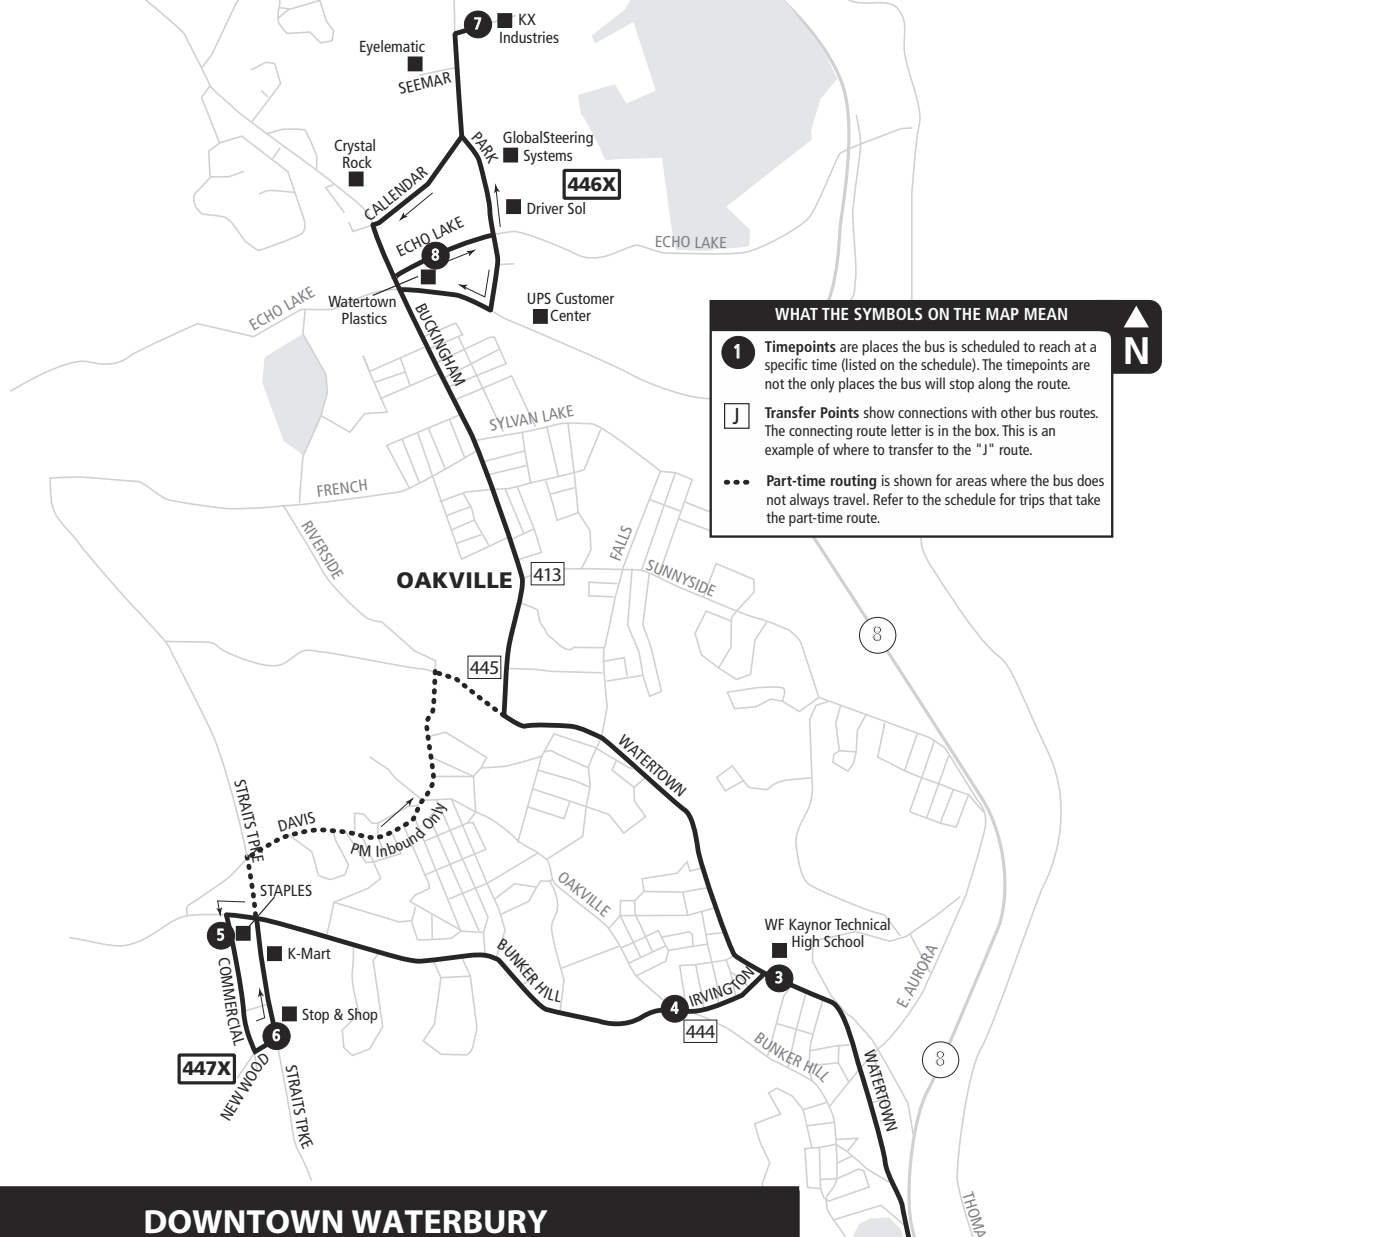 7
KX
Industries
Eyelematic
SEEMAR
PARK
GlobalSteering
Systems
Crystal
Rock
446X
CALLENDAR
Driver Sol
ECHO LAKE
8
ECHO LAKE
ECHO LAKE
Watertown
Plastics
UPS Customer
Center
BUCKINGHAM
WHAT THE SYMBOLS ON THE MAP MEAN
N
1
Timepoints are places the bus is scheduled to reach at a
specific time (listed on the schedule). The timepoints are
not the only places the bus will stop along the route.
J
Transfer Points show connections with other bus routes.
The connecting route letter is in the box. This is an
example of where to transfer to the "J" route.
Part-time routing is shown for areas where the bus does
not always travel. Refer to the schedule for trips that take
the part-time route.
SYLVAN LAKE
FRENCH
RIVERSIDE
FALLS
SUNNYSIDE
OAKVILLE
413
8
445
WATERTOWN
STRAITS TPKE
DAVIS
PM Inbound Only
STAPLES
OAKVILLE
5
K-Mart
COMMERCIAL
BUNKER HILL
WF Kaynor Technical
High School
3
IRVINGTON
4
444
E. AURORA
Stop & Shop
6
447X
NEW WOOD
STRAITS TPKE
BUNKER HILL
WATERTOWN
8
THOMA
DOWNTOWN WATERBURY